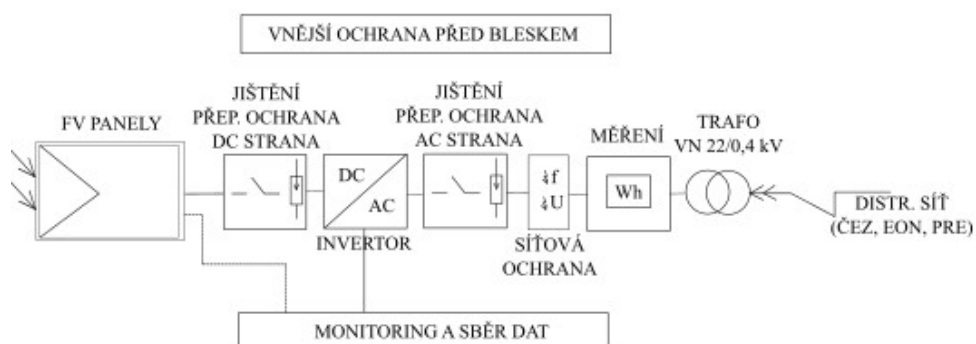 VNĚJŠÍ OCHRANA PŘED BLESKEM
FV PANELY
JIŠTĚNÍ
PŘEP. OCHRANA
DC STRANA
JIŠTĚNÍ
PŘEP. OCHRANA
AC STRANA
MĚŘENÍ
TRAFO
VN 22/0,4 kV
DC
AC
INVERTOR
f
U
SÍŤOVÁ
OCHRANA
Wh
DISTR. SÍŤ
(ČEZ, EON, PRE)
MONITORING A SBĚR DAT